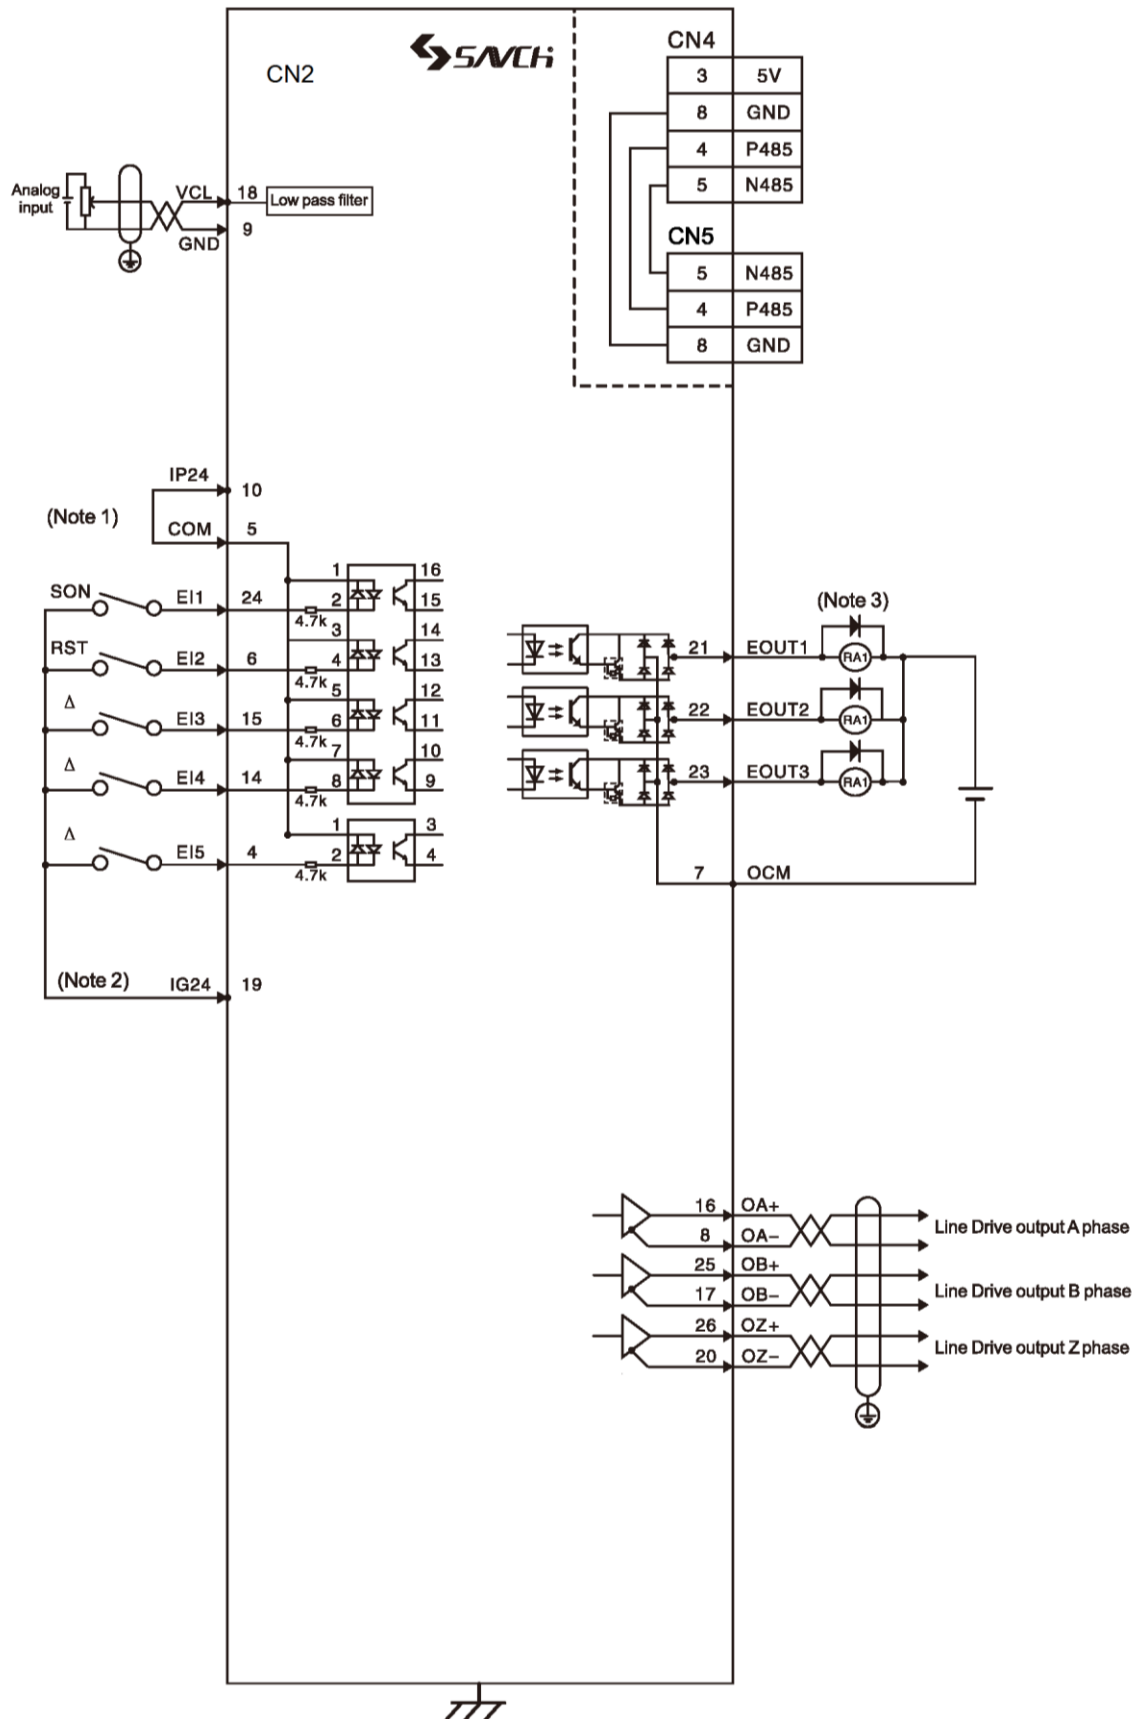 SAVCH
CN2
CN4
3 5V
8 GND
4 P485
5 N485
CN5
5 N485
4 P485
8 GND
Analog
input
VCL 18 Low pass filter
GND 9
IP24 10
(Note 1)
COM 5
SON EI1 24 4.7k
RST EI2 6 4.7k
Δ EI3 15 4.7k
Δ EI4 14 4.7k
Δ EI5 4 4.7k
1 16
2 15
3 14
4 13
5 12
6 11
7 10
8 9
1 3
2 4
(Note 2) IG24 19
(Note 3)
21 EOUT1 RA1
22 EOUT2 RA1
23 EOUT3 RA1
7 OCM
16 OA+
8 OA−
Line Drive output A phase
25 OB+
17 OB−
Line Drive output B phase
26 OZ+
20 OZ−
Line Drive output Z phase